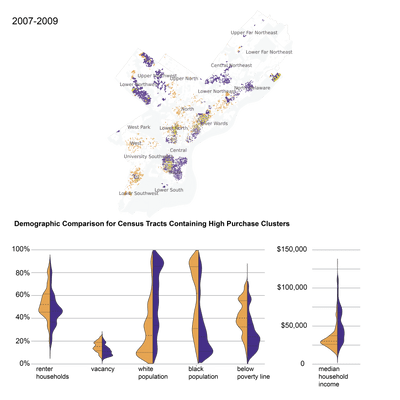 2007-2009
Upper Far Northeast
Lower Far Northeast
Central Northeast
Upper Northwest
Upper North
Lower Northwest
Lower Northeast
North Delaware
North
River Wards
West Park
Lower North
West
Central
University Southwest
Lower Southwest
Lower South
Demographic Comparison for Census Tracts Containing High Purchase Clusters
100%
80%
60%
40%
20%
0%
$150,000
$100,000
$50,000
0
renter
households
vacancy
white
population
black
population
below
poverty line
median
household
income